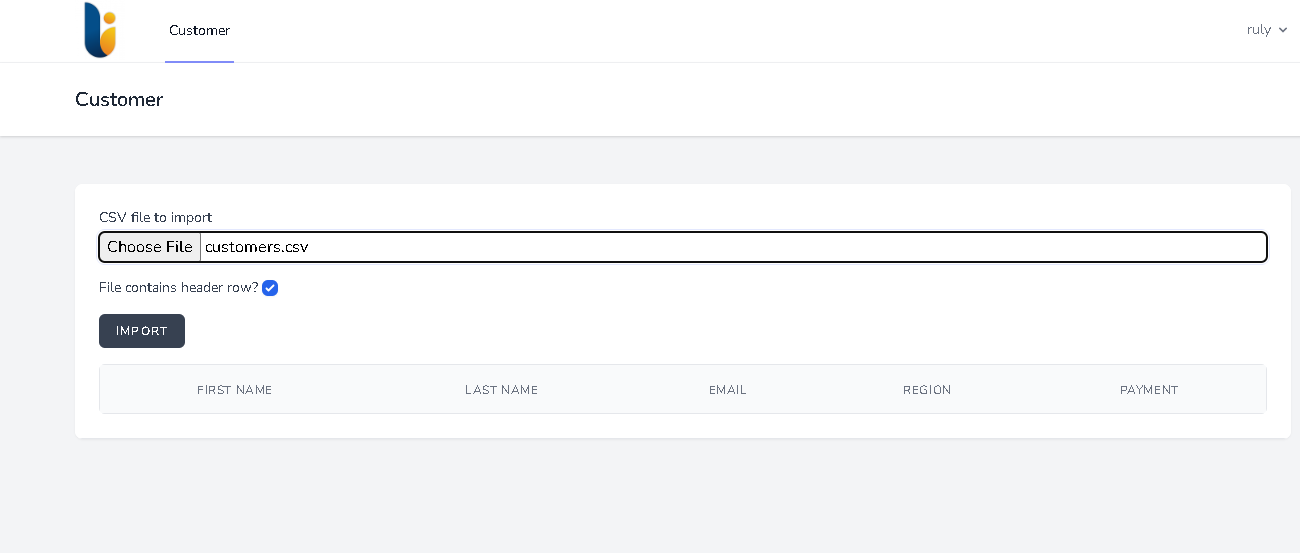 Customer
ruly
Customer
CSV file to import
Choose File customers.csv
File contains header row?
IMPORT
FIRST NAME LAST NAME EMAIL REGION PAYMENT